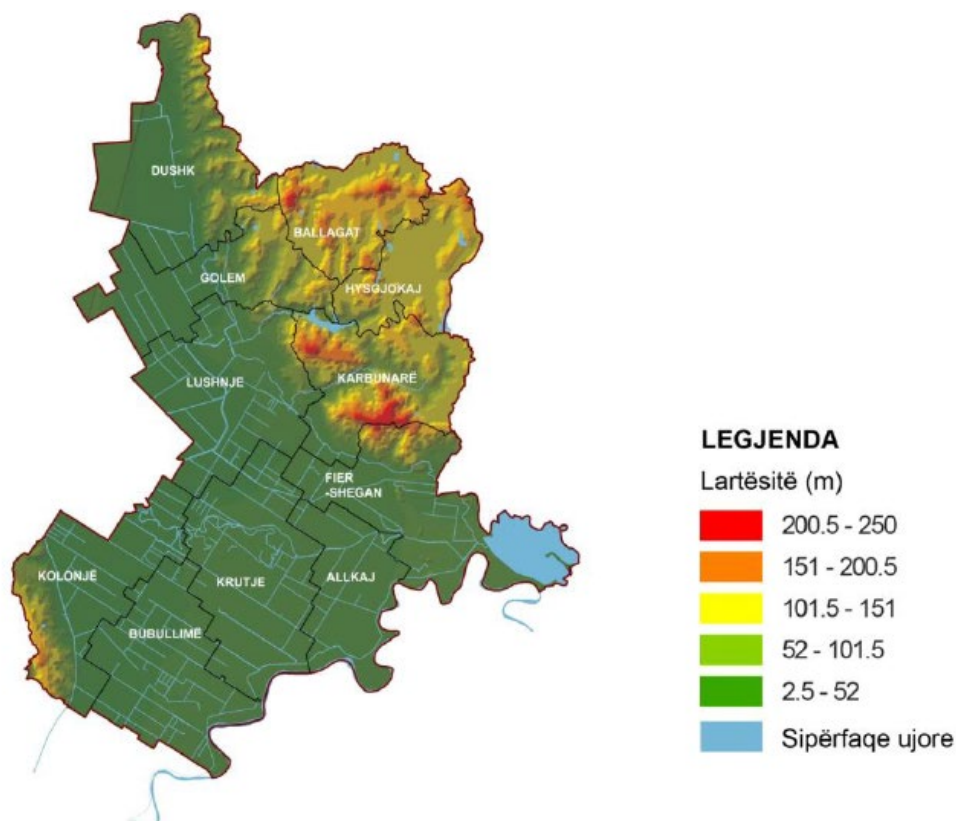 DUSHK
BALLAGAT
GOLEM
HYSGJOKAJ
LUSHNJE
KARBUNARË
FIER
-SHEGAN
KOLONJË
KRUTJE
ALLKAJ
BUBULLIMË
LEGJENDA
Lartësitë (m)
200.5 - 250
151 - 200.5
101.5 - 151
52 - 101.5
2.5 - 52
Sipërfaqe ujore